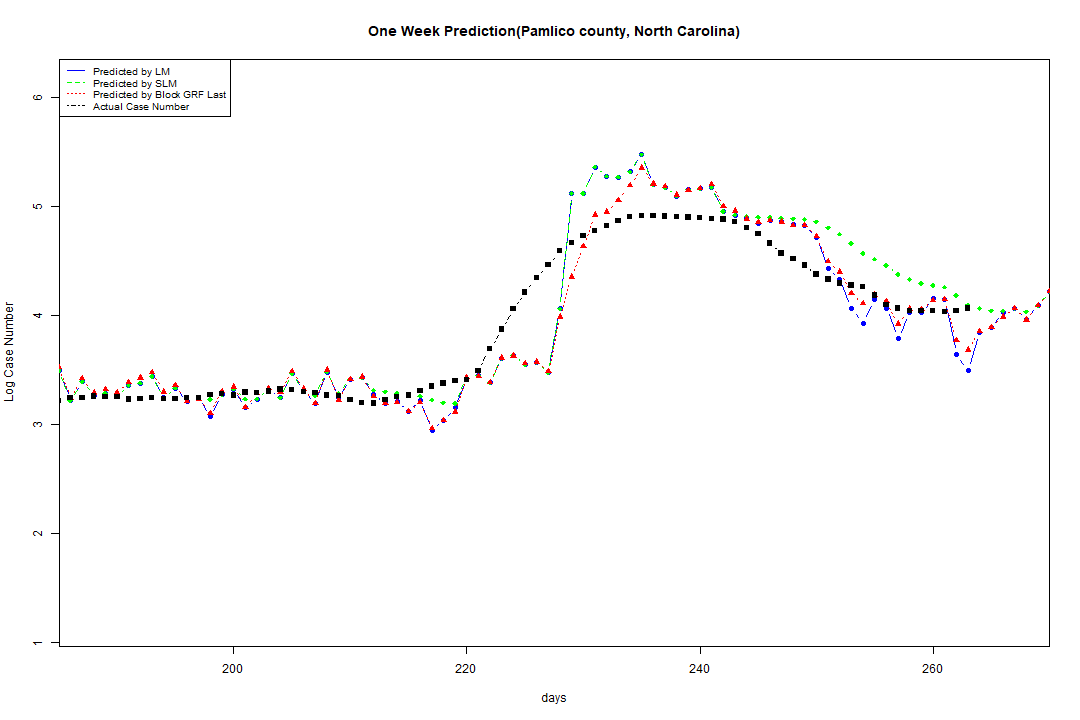 One Week Prediction(Pamlico county, North Carolina)
Predicted by LM
Predicted by SLM
Predicted by Block GRF Last
Actual Case Number
6
5
4
3
2
1
Log Case Number
200
220
240
260
days